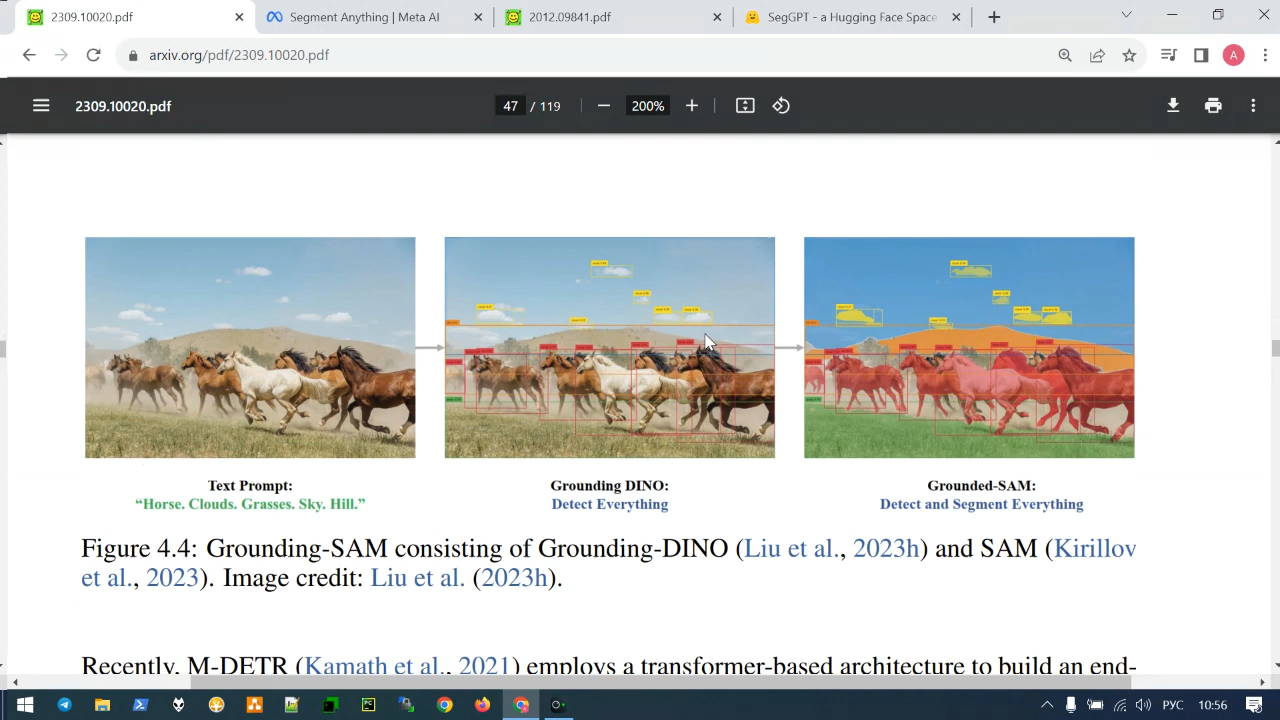 2309.10020.pdf
Segment Anything | Meta AI
2012.09841.pdf
SegGPT - a Hugging Face Space
arxiv.org/pdf/2309.10020.pdf
A
2309.10020.pdf
47 / 119
200%
Text Prompt:
“Horse. Clouds. Grasses. Sky. Hill.”
Grounding DINO:
Detect Everything
Grounded-SAM:
Detect and Segment Everything
Figure 4.4: Grounding-SAM consisting of Grounding-DINO (Liu et al., 2023h) and SAM (Kirillov
et al., 2023). Image credit: Liu et al. (2023h).
Recently, M-DETR (Kamath et al., 2021) employs a transformer-based architecture to build an end-
РУС
10:56